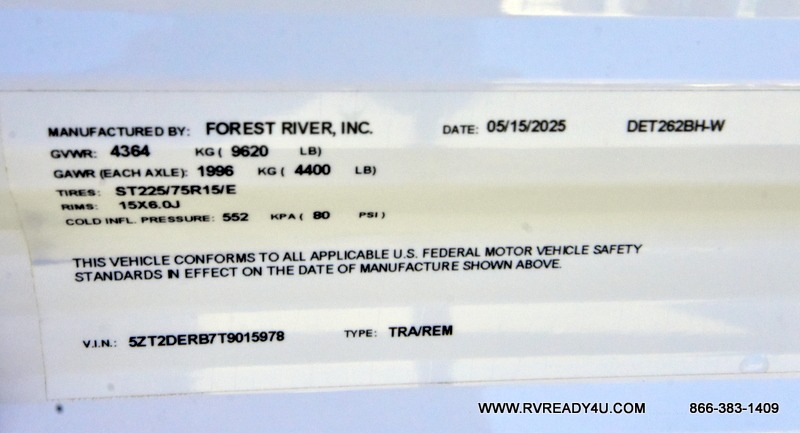 MANUFACTURED BY: FOREST RIVER, INC. DATE: 05/15/2025 DET262BH-W
GVWR: 4364 KG ( 9620 LB)
GAWR (EACH AXLE): 1996 KG ( 4400 LB)
TIRES: ST225/75R15/E
RIMS: 15X6.0J
COLD INFL. PRESSURE: 552 KPA ( 80 PSI )
THIS VEHICLE CONFORMS TO ALL APPLICABLE U.S. FEDERAL MOTOR VEHICLE SAFETY
STANDARDS IN EFFECT ON THE DATE OF MANUFACTURE SHOWN ABOVE.
V.I.N.: 5ZT2DERB7T9015978 TYPE: TRA/REM
WWW.RVREADY4U.COM 866-383-1409